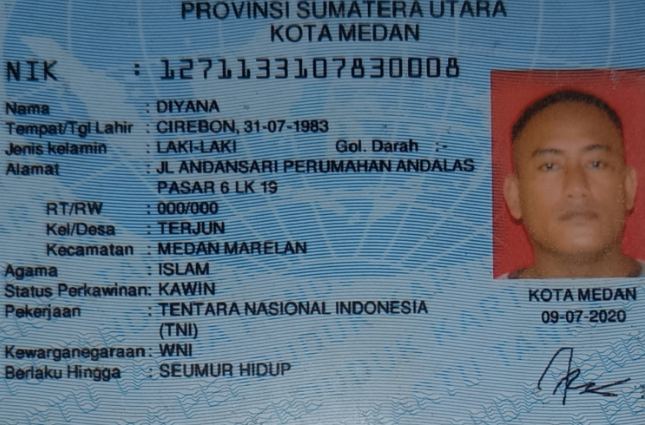 PROVINSI SUMATERA UTARA
KOTA MEDAN
NIK : 1271133107830008
Nama : DIYANA
Tempat/Tgl Lahir : CIREBON, 31-07-1983
Jenis kelamin : LAKI-LAKI Gol. Darah :-
Alamat : JL ANDANSARI PERUMAHAN ANDALAS
PASAR 6 LK 19
RT/RW : 000/000
Kel/Desa : TERJUN
Kecamatan : MEDAN MARELAN
Agama : ISLAM
Status Perkawinan: KAWIN
Pekerjaan : TENTARA NASIONAL INDONESIA
(TNI)
Kewarganegaraan: WNI
Berlaku Hingga : SEUMUR HIDUP
KOTA MEDAN
09-07-2020